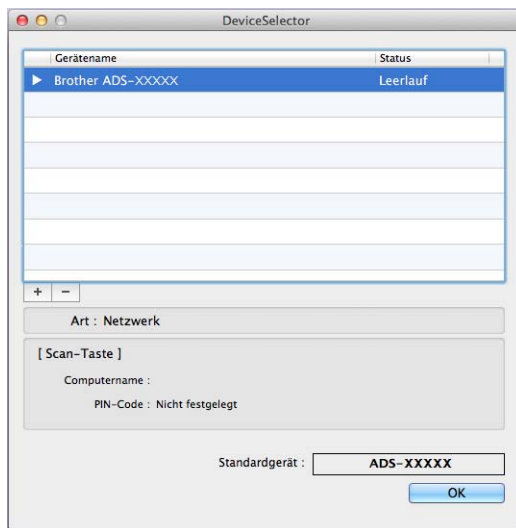 DeviceSelector
Gerätename Status
Brother ADS-XXXXX Leerlauf
+ −
Art : Netzwerk
[ Scan-Taste ]
Computername :
PIN-Code : Nicht festgelegt
Standardgerät : ADS-XXXXX
OK